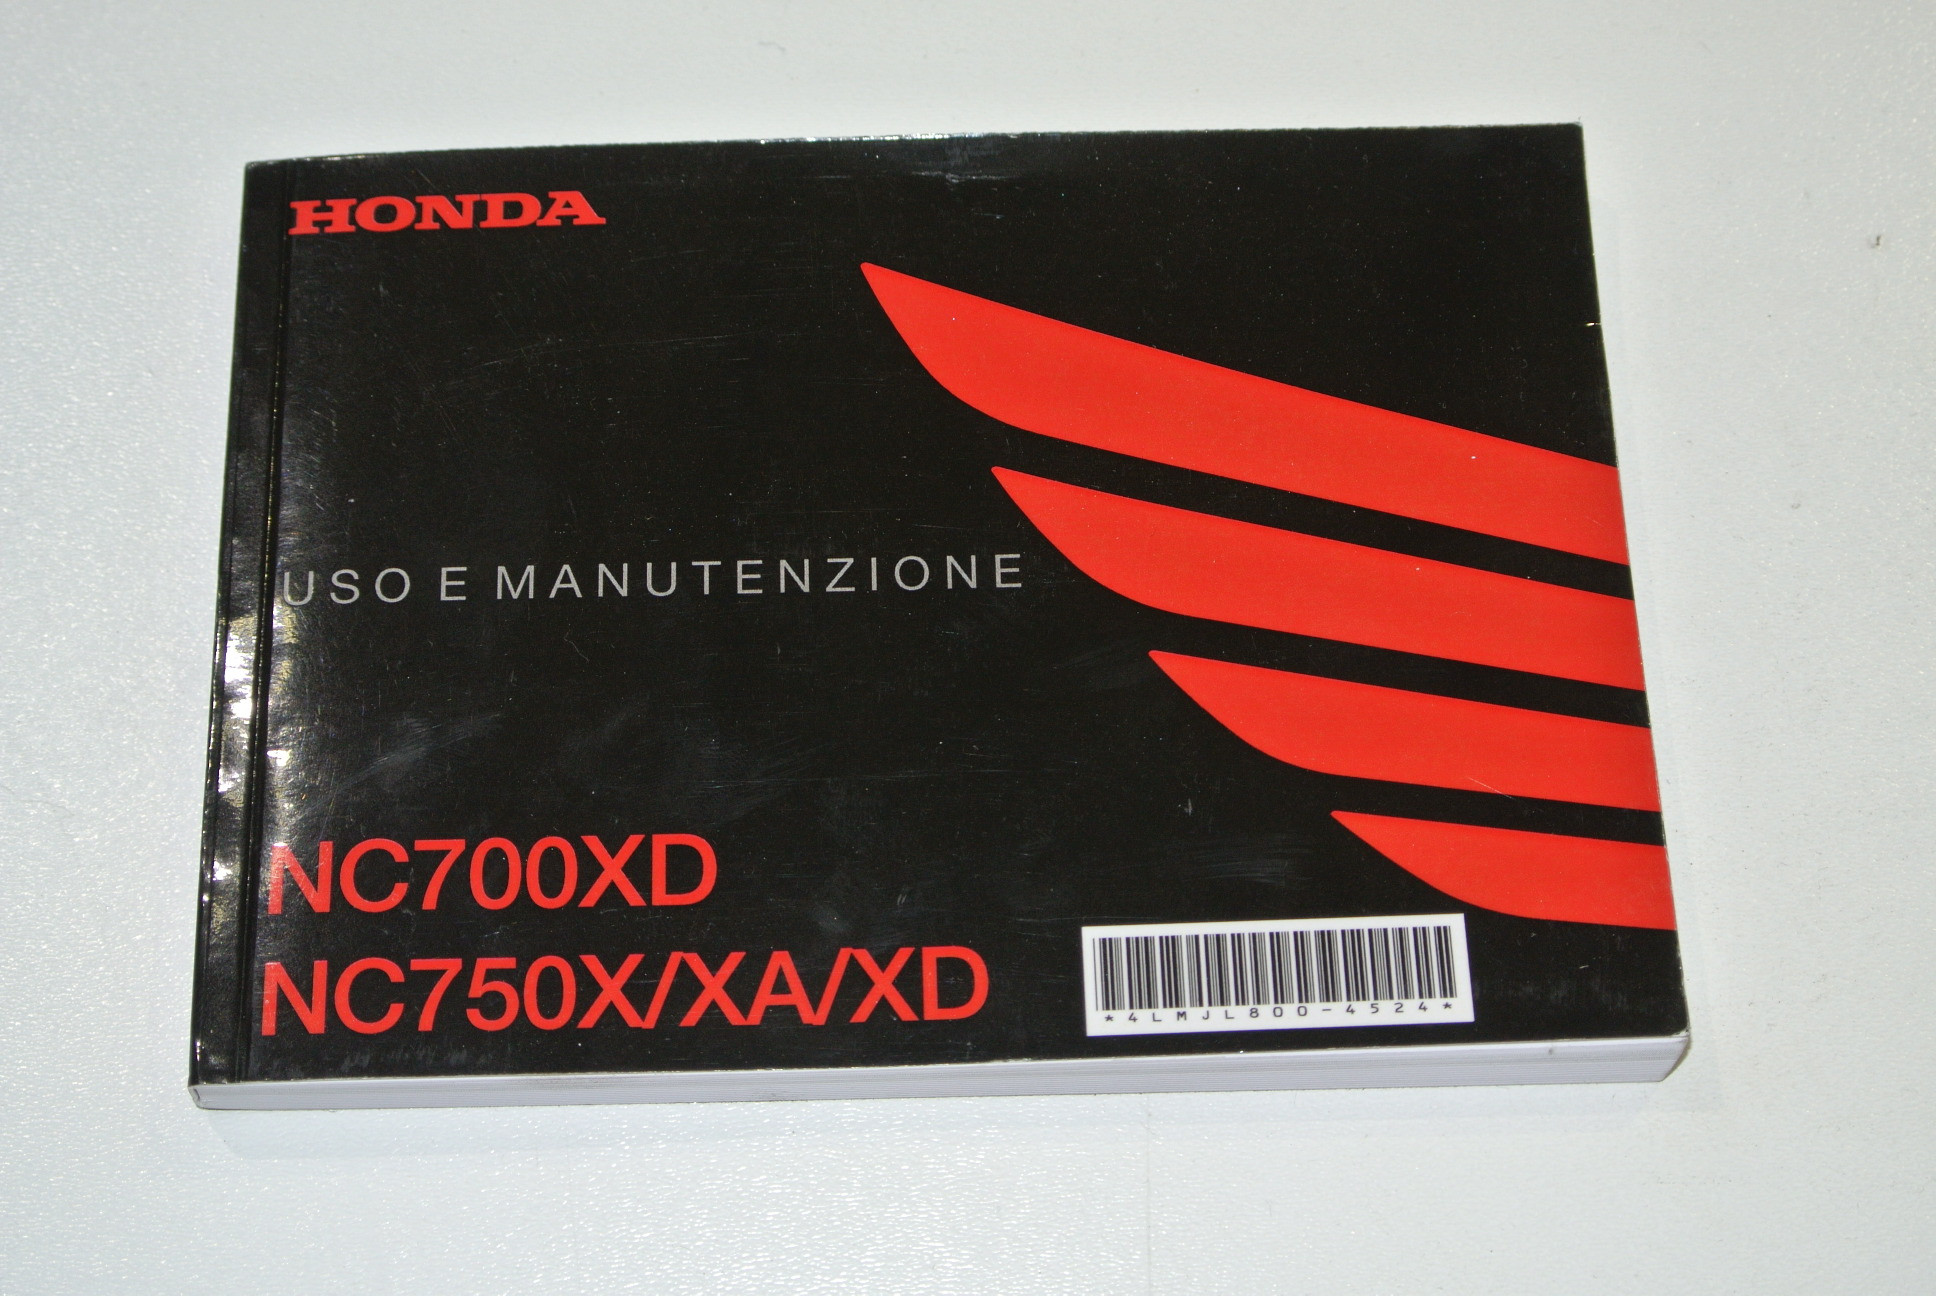 HONDA
USO E MANUTENZIONE
NC700XD
NC750X/XA/XD
*4LMJL800-4524*